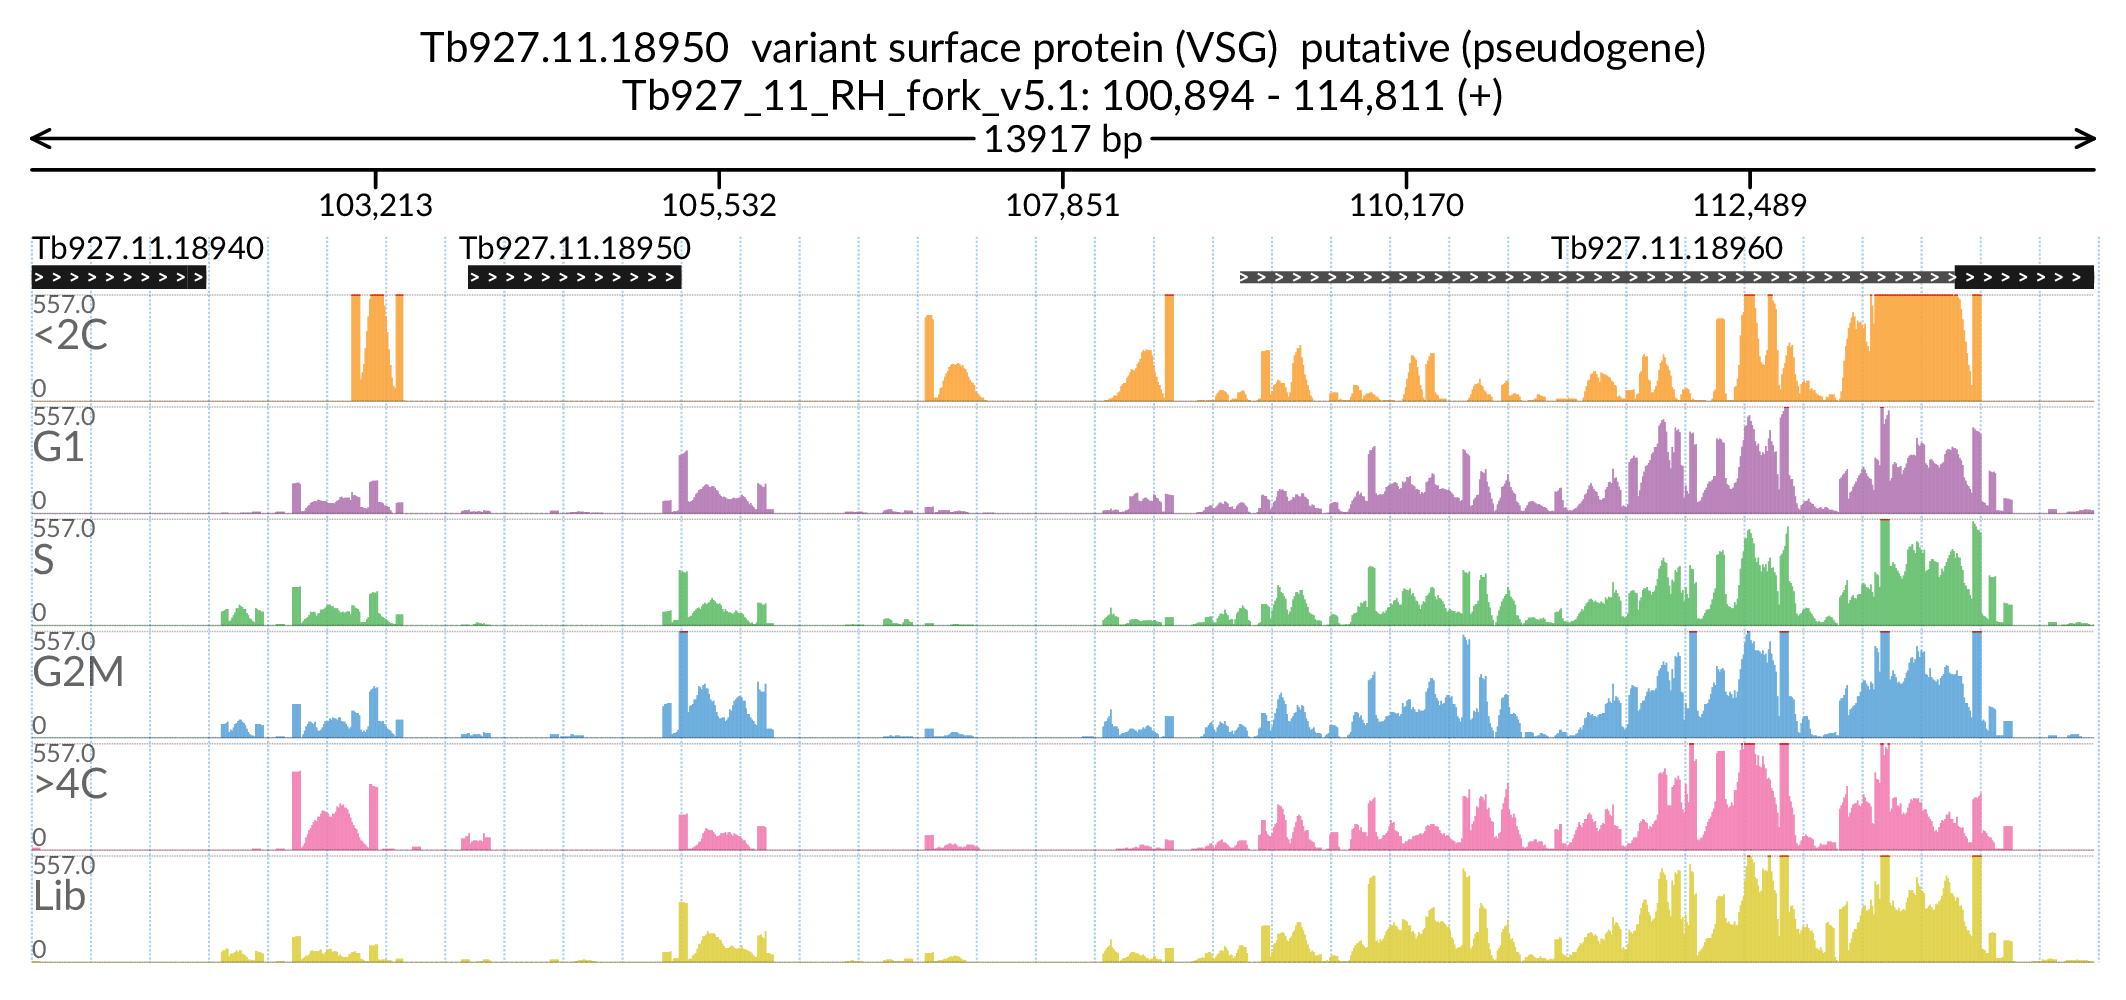 Tb927.11.18950 variant surface protein (VSG) putative (pseudogene)
Tb927_11_RH_fork_v5.1: 100,894 - 114,811 (+)
13917 bp
103,213 105,532 107,851 110,170 112,489
Tb927.11.18940 Tb927.11.18950 Tb927.11.18960
557.0
<2C
0
557.0
G1
0
557.0
S
0
557.0
G2M
0
557.0
>4C
0
557.0
Lib
0